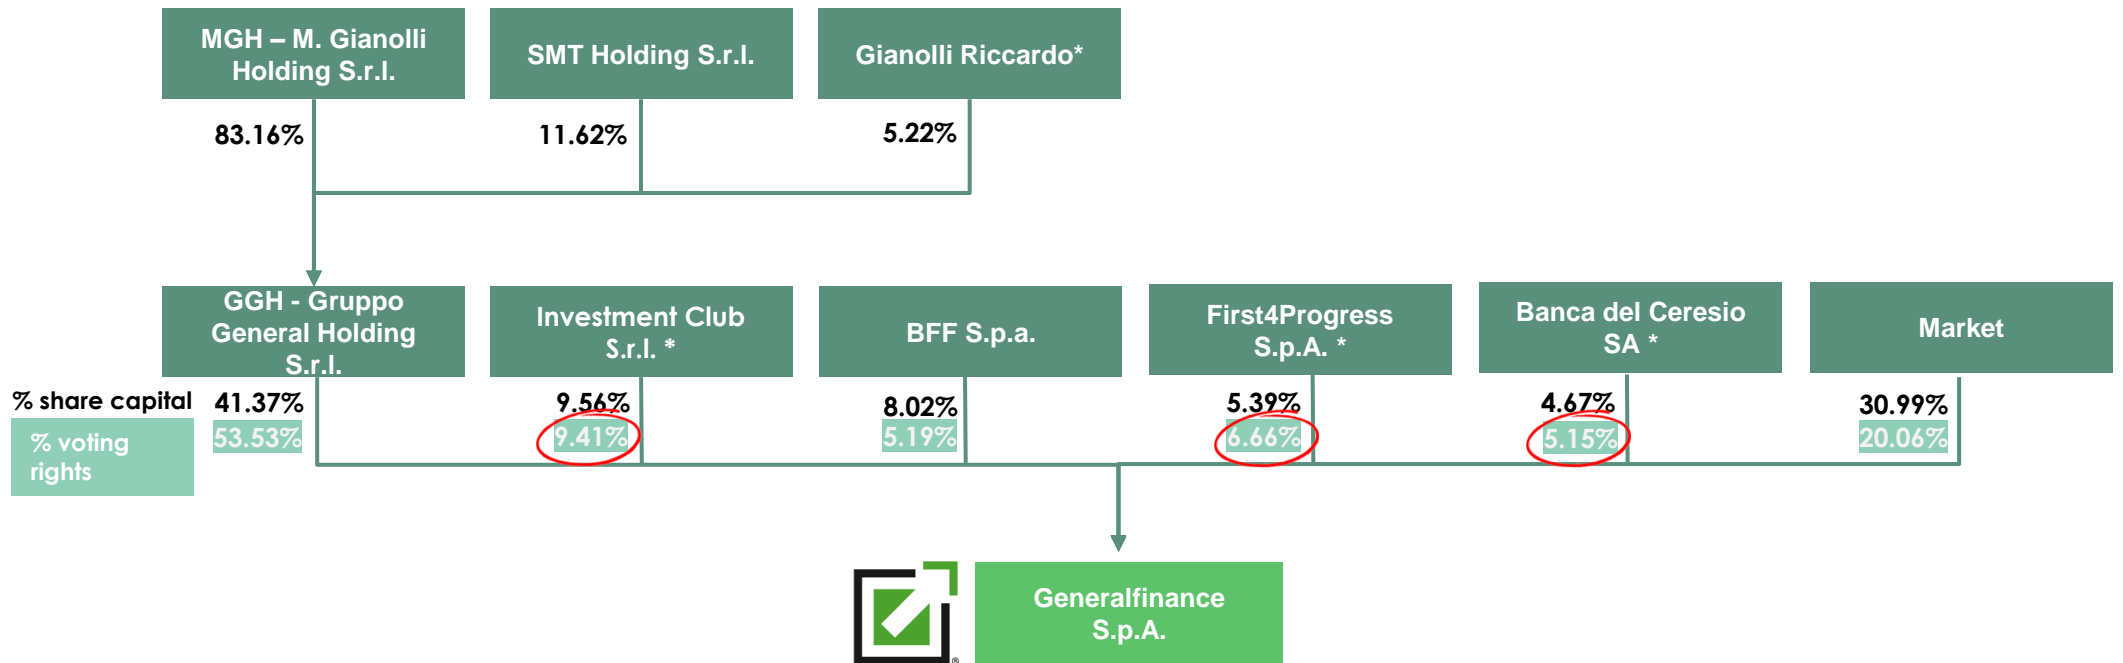 MGH – M. Gianolli
Holding S.r.l.
SMT Holding S.r.l.
Gianolli Riccardo*
83.16%
11.62%
5.22%
GGH - Gruppo
General Holding
S.r.l.
Investment Club
S.r.l. *
BFF S.p.a.
First4Progress
S.p.A. *
Banca del Ceresio
SA *
Market
% share capital
41.37%
9.56%
8.02%
5.39%
4.67%
30.99%
% voting
rights
53.53%
9.41%
5.19%
6.66%
5.15%
20.06%
®
Generalfinance
S.p.A.